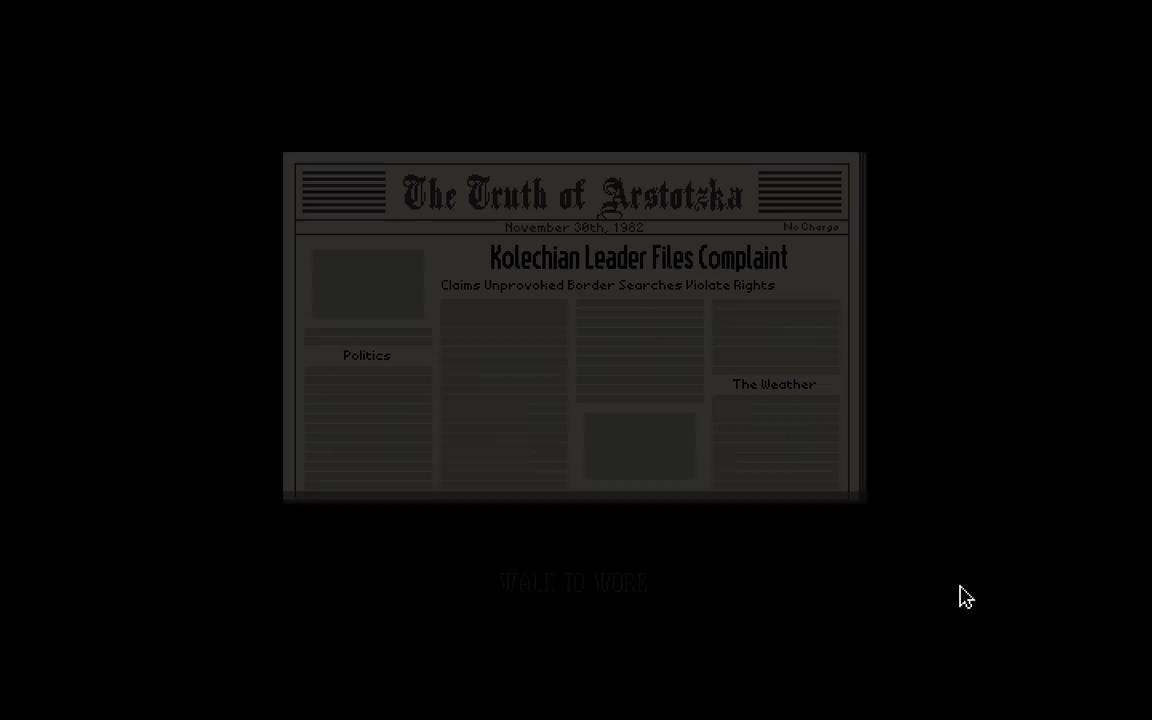 The Truth of Arstotzka
November 30th, 1982
No Charge
Kolechian Leader Files Complaint
Claims Unprovoked Border Searches Violate Rights
Politics
The Weather
WALK TO WORK